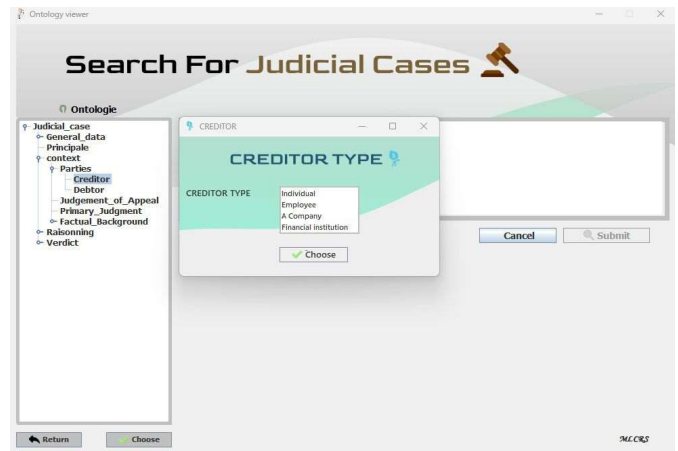 Ontology viewer
Search For Judicial Cases
Ontologie
Judicial_case
General_data
Principale
context
Parties
Creditor
Debtor
Judgement_of_Appeal
Primary_Judgment
Factual_Background
Raisonning
Verdict
CREDITOR
CREDITOR TYPE
CREDITOR TYPE
Individual
Employee
A Company
Financial institution
Choose
Cancel
Submit
Return
Choose
MLCRS